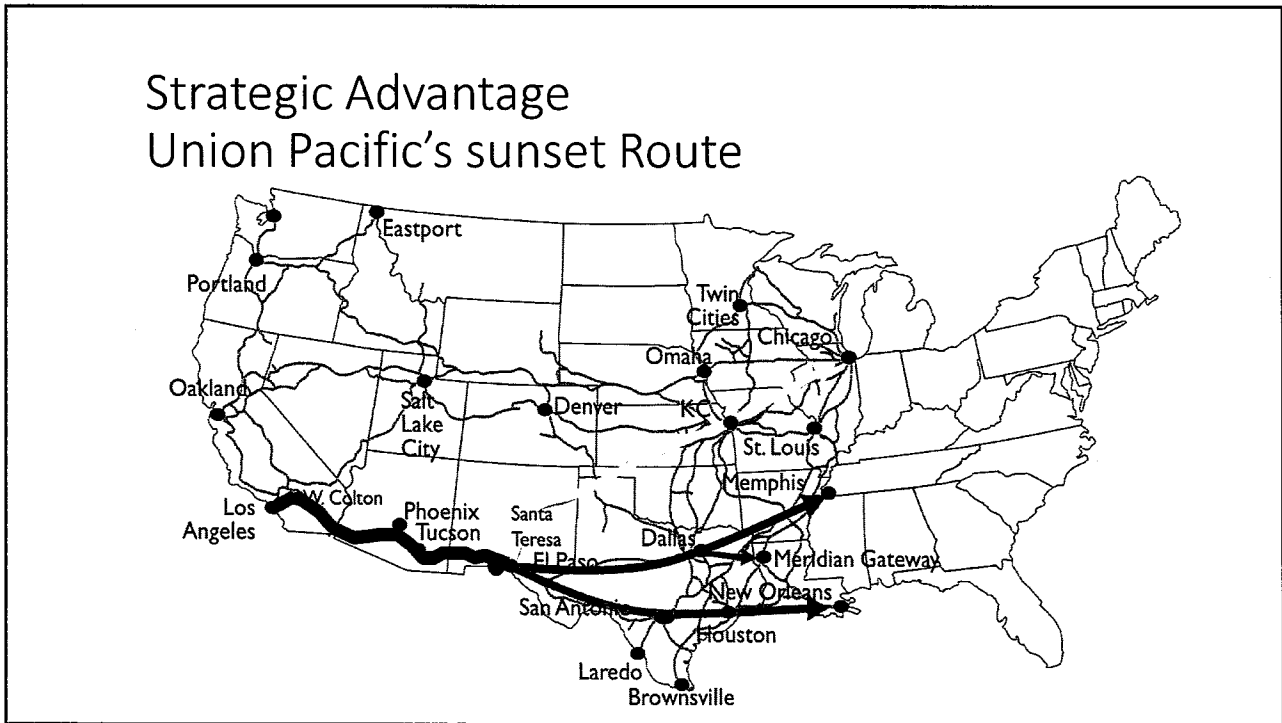 Strategic Advantage
Union Pacific’s sunset Route
Eastport
Portland
Twin
Cities
Chicago
Omaha
Oakland
Salt
Lake
City
Denver
KC
St. Louis
Memphis
W. Colton
Los
Angeles
Phoenix
Tucson
Santa
Teresa
El Paso
Dallas
Meridian Gateway
New Orleans
San Antonio
Houston
Laredo
Brownsville